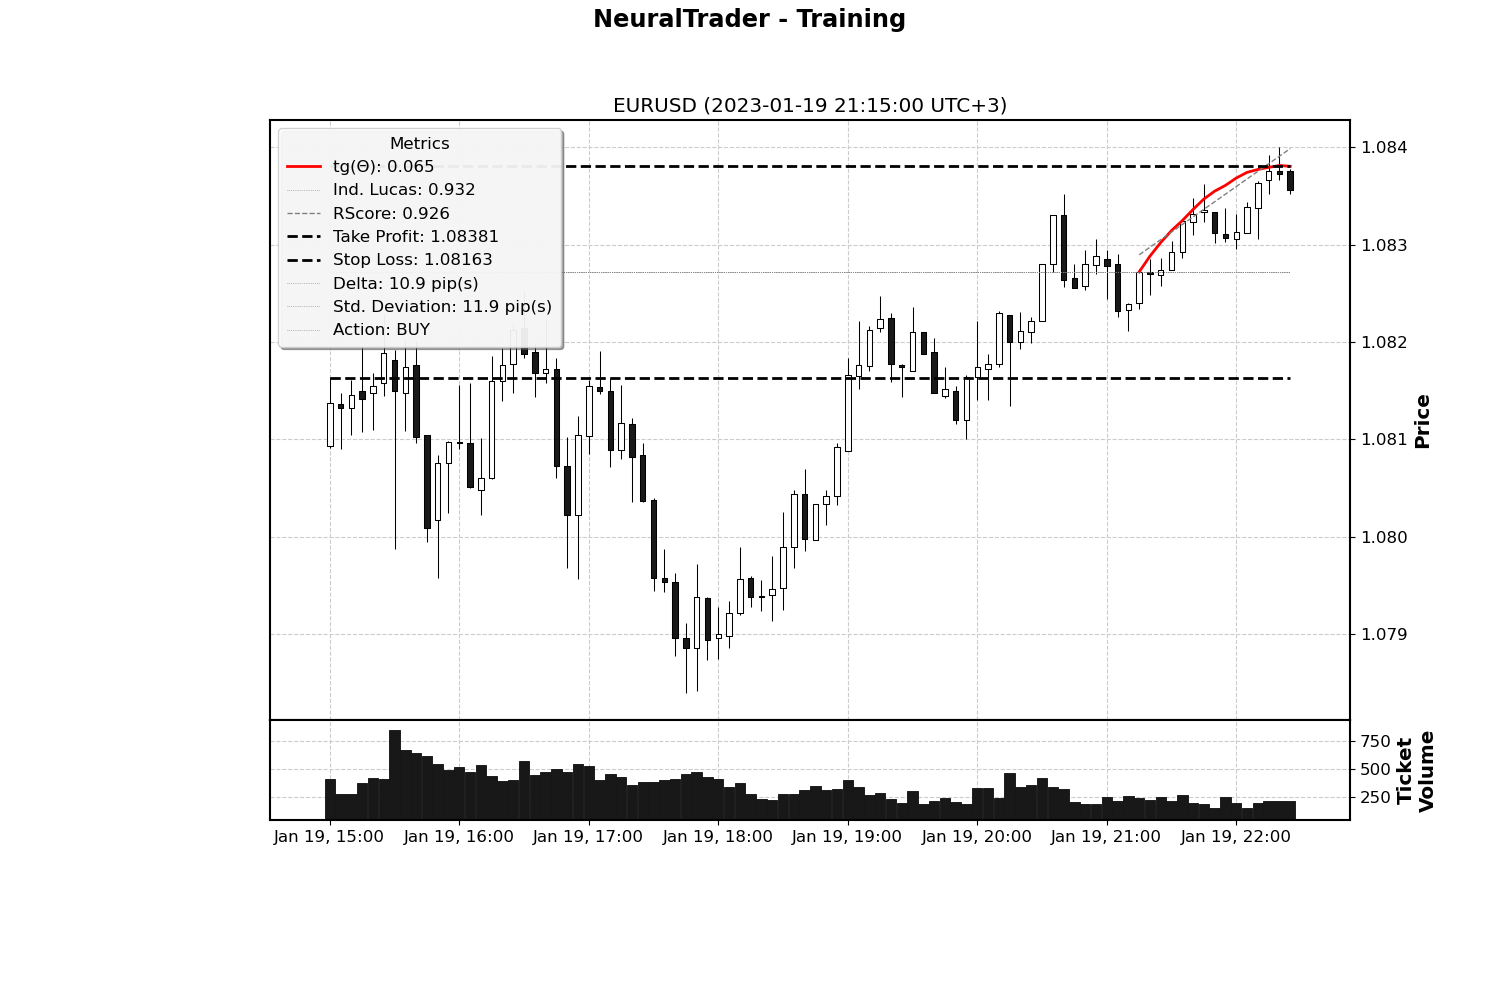 NeuralTrader - Training
EURUSD (2023-01-19 21:15:00 UTC+3)
Metrics
tg(Θ): 0.065
Ind. Lucas: 0.932
RScore: 0.926
Take Profit: 1.08381
Stop Loss: 1.08163
Delta: 10.9 pip(s)
Std. Deviation: 11.9 pip(s)
Action: BUY
1.084
1.083
1.082
1.081
1.080
1.079
Price
750
500
250
Ticket
Volume
Jan 19, 15:00
Jan 19, 16:00
Jan 19, 17:00
Jan 19, 18:00
Jan 19, 19:00
Jan 19, 20:00
Jan 19, 21:00
Jan 19, 22:00